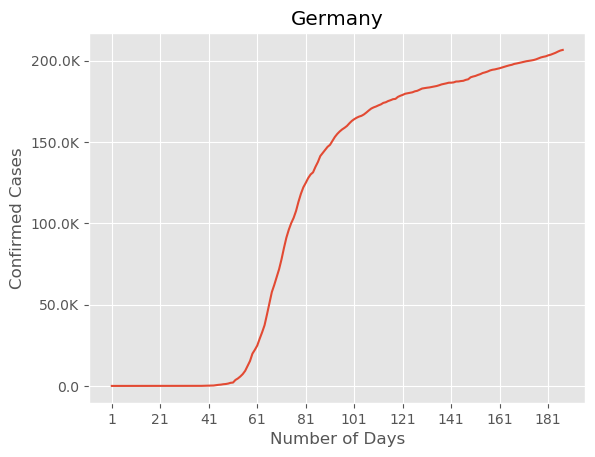 Germany
Confirmed Cases
200.0K
150.0K
100.0K
50.0K
0.0
1 21 41 61 81 101 121 141 161 181
Number of Days